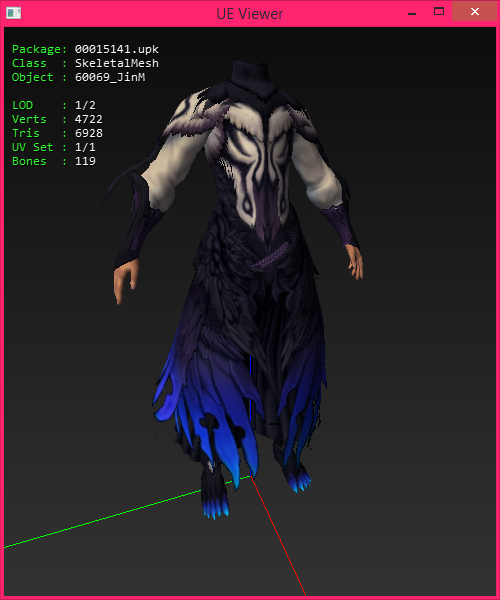 UE Viewer
Package: 00015141.upk
Class  : SkeletalMesh
Object : 60069_JinM
LOD    : 1/2
Verts  : 4722
Tris   : 6928
UV Set : 1/1
Bones  : 119